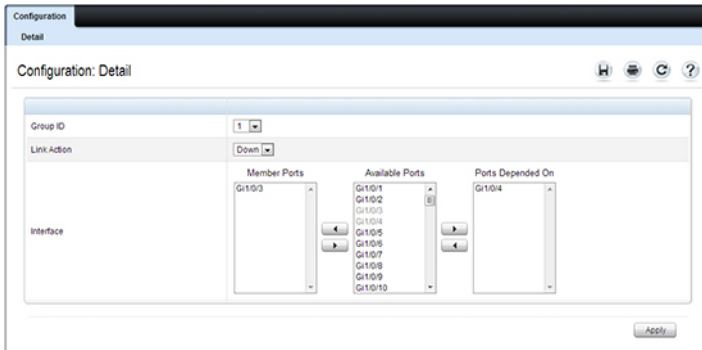 Configuration
Detail
Configuration: Detail
Group ID
1
Link Action
Down
Interface
Member Ports
Gi1/0/3
Available Ports
Gi1/0/1
Gi1/0/2
Gi1/0/3
Gi1/0/4
Gi1/0/5
Gi1/0/6
Gi1/0/7
Gi1/0/8
Gi1/0/9
Gi1/0/10
Ports Depended On
Gi1/0/4
Apply